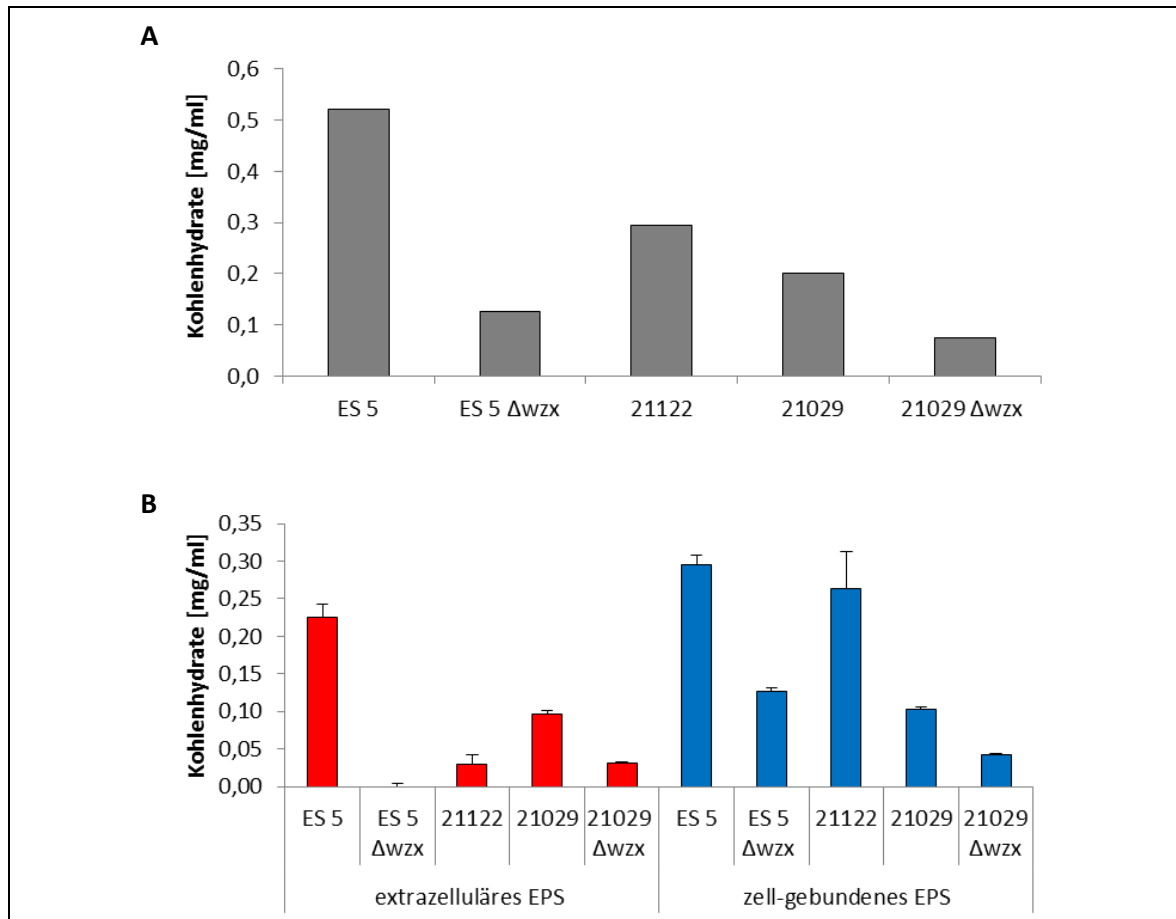 A
Kohlenhydrate [mg/ml]
0,6
0,5
0,4
0,3
0,2
0,1
0,0
ES 5
ES 5 Δwzx
21122
21029
21029 Δwzx
B
Kohlenhydrate [mg/ml]
0,35
0,30
0,25
0,20
0,15
0,10
0,05
0,00
ES 5
ES 5
Δwzx
21122
21029
21029
Δwzx
ES 5
ES 5
Δwzx
21122
21029
21029
Δwzx
extrazelluläres EPS
zell-gebundenes EPS